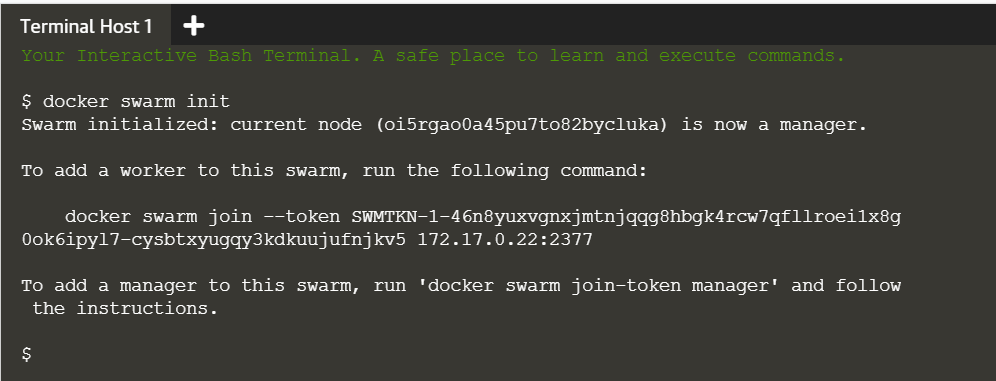 Terminal Host 1
Your Interactive Bash Terminal. A safe place to learn and execute commands.
$ docker swarm init
Swarm initialized: current node (oi5rgao0a45pu7to82bycluka) is now a manager.
To add a worker to this swarm, run the following command:
docker swarm join --token SWMTKN-1-46n8yuxvgnxjmtnjqqg8hbgk4rcw7qfllroei1x8g
0ok6ipyl7-cysbtxyugqy3kdkuujufnjkv5 172.17.0.22:2377
To add a manager to this swarm, run 'docker swarm join-token manager' and follow
the instructions.
$